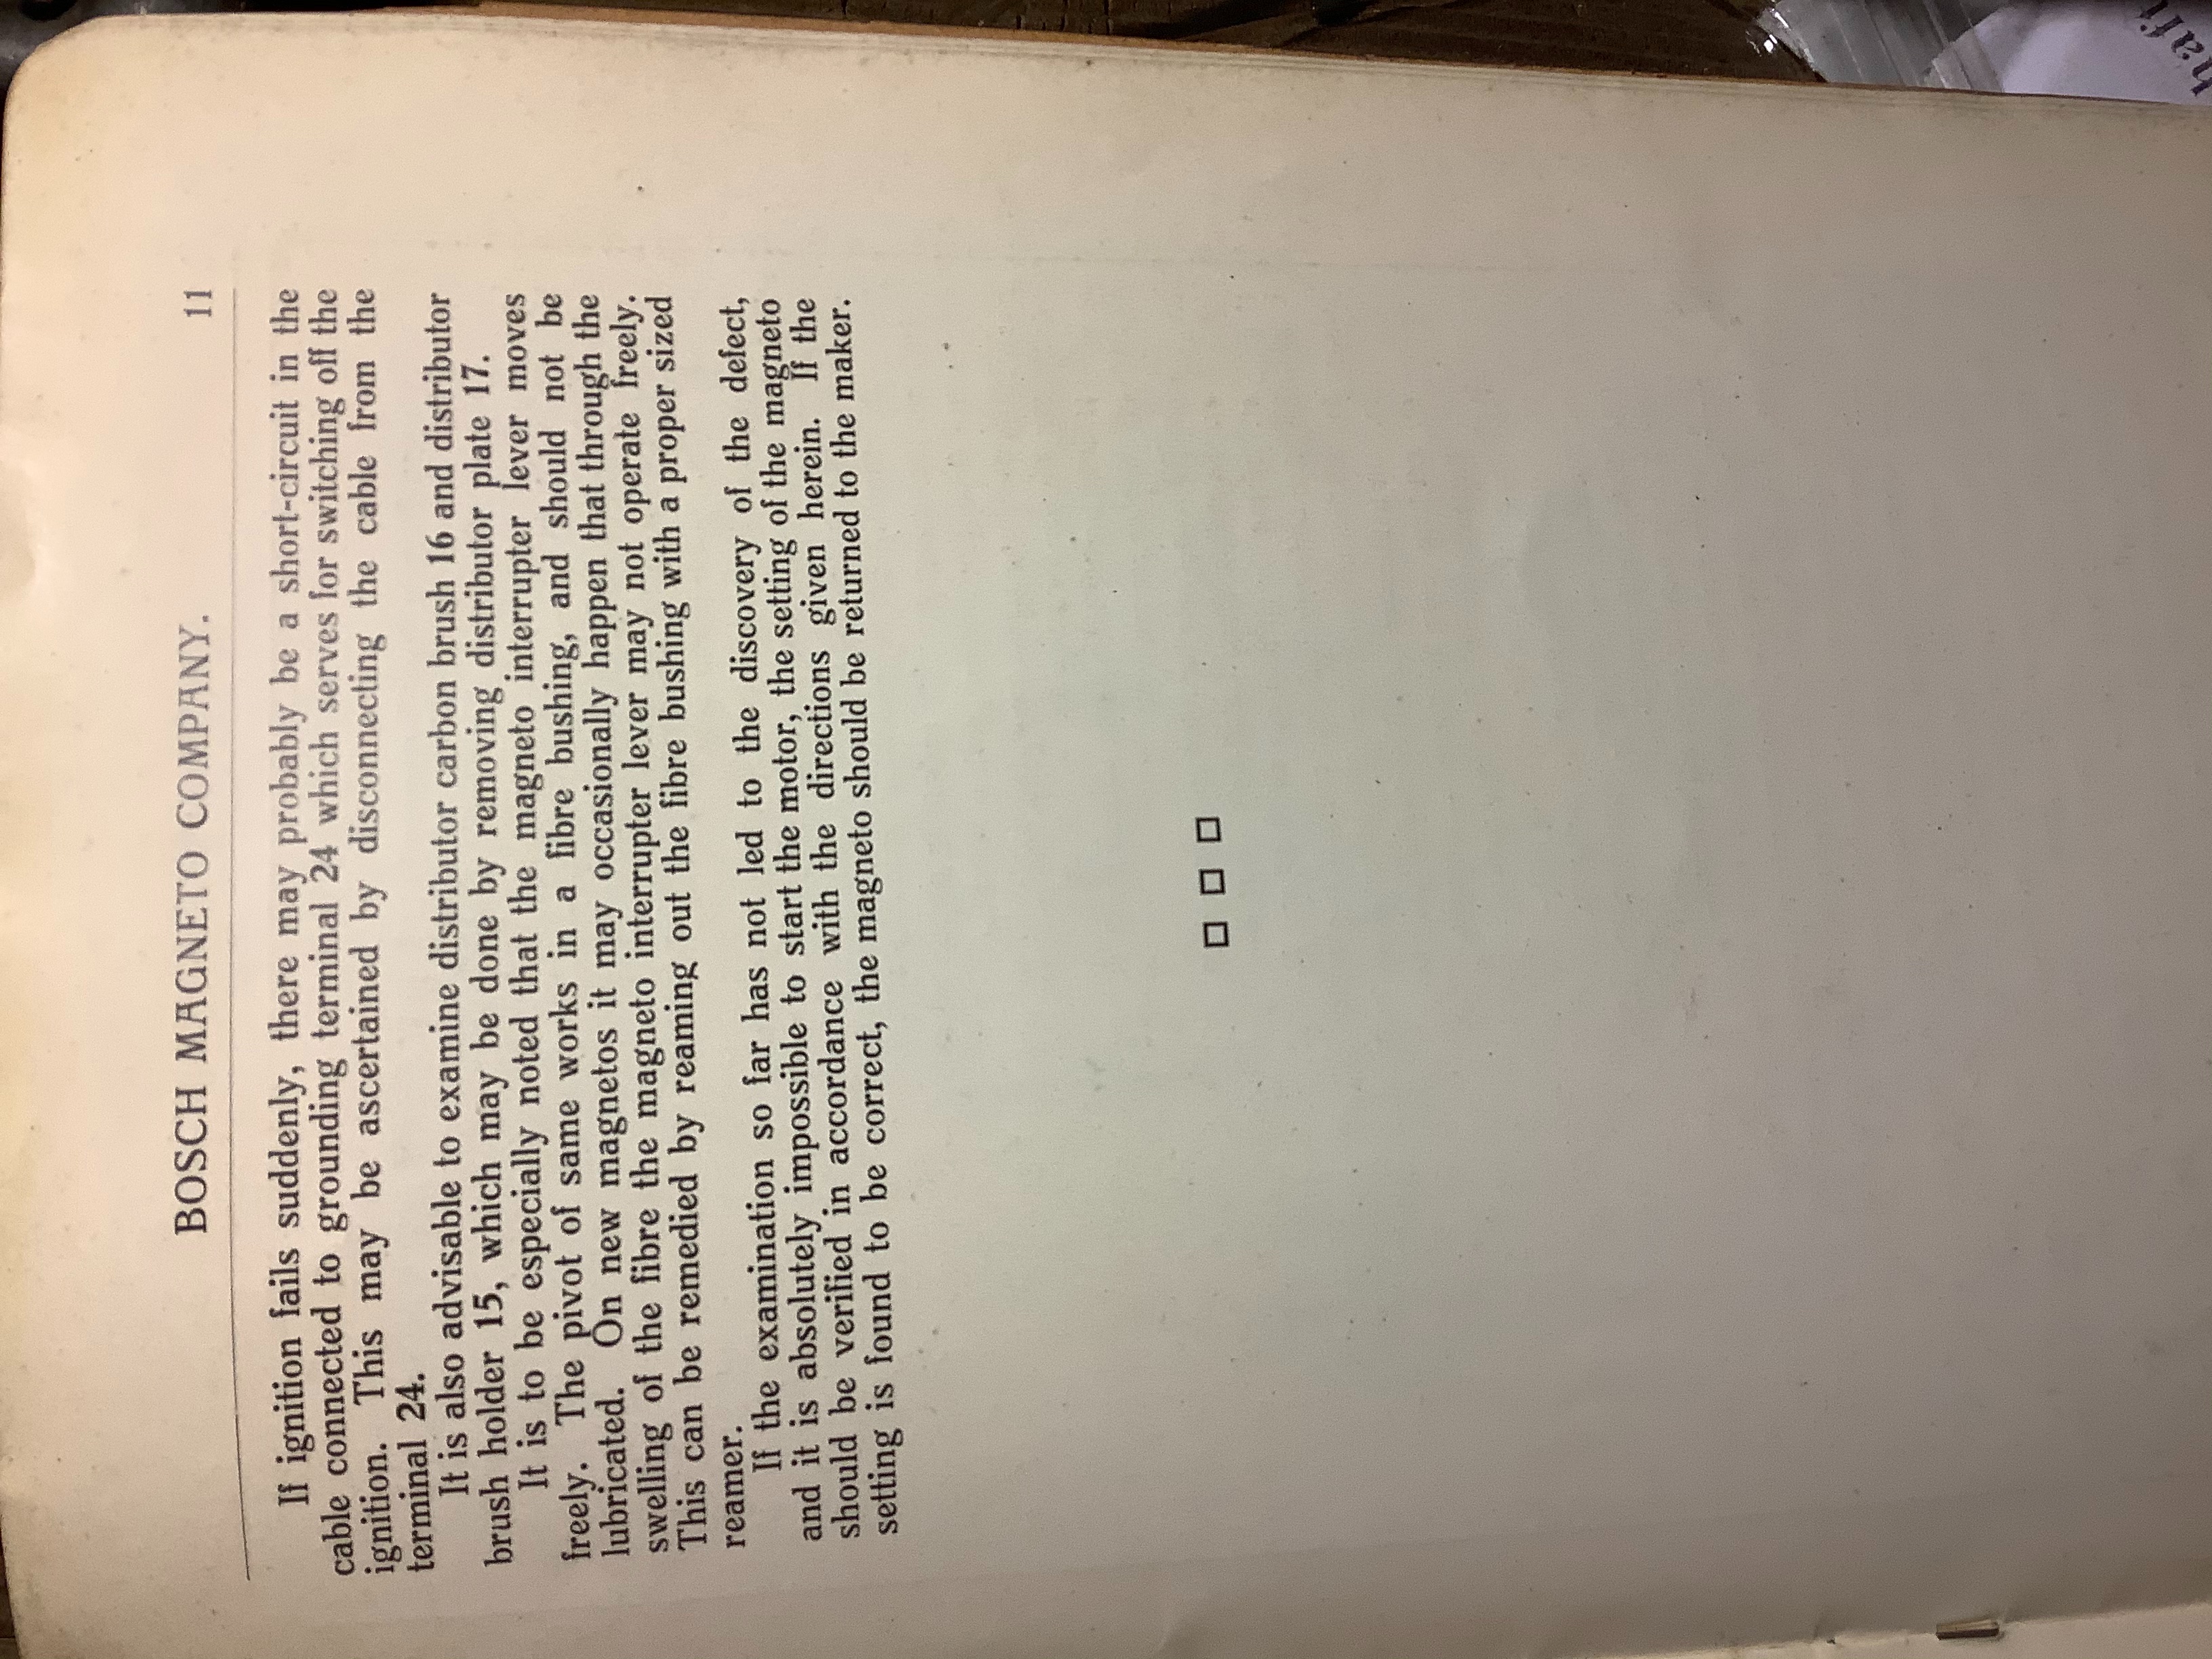 BOSCH MAGNETO COMPANY. 11
If ignition fails suddenly, there may probably be a short-circuit in the
cable connected to grounding terminal 24 which serves for switching off the
ignition. This may be ascertained by disconnecting the cable from the
terminal 24.
It is also advisable to examine distributor carbon brush 16 and distributor
brush holder 15, which may be done by removing distributor plate 17.
It is to be especially noted that the magneto interrupter lever moves
freely. The pivot of same works in a fibre bushing, and should not be
lubricated. On new magnetos it may occasionally happen that through the
swelling of the fibre the magneto interrupter lever may not operate freely.
This can be remedied by reaming out the fibre bushing with a proper sized
reamer.
If the examination so far has not led to the discovery of the defect,
and it is absolutely impossible to start the motor, the setting of the magneto
should be verified in accordance with the directions given herein. If the
setting is found to be correct, the magneto should be returned to the maker.